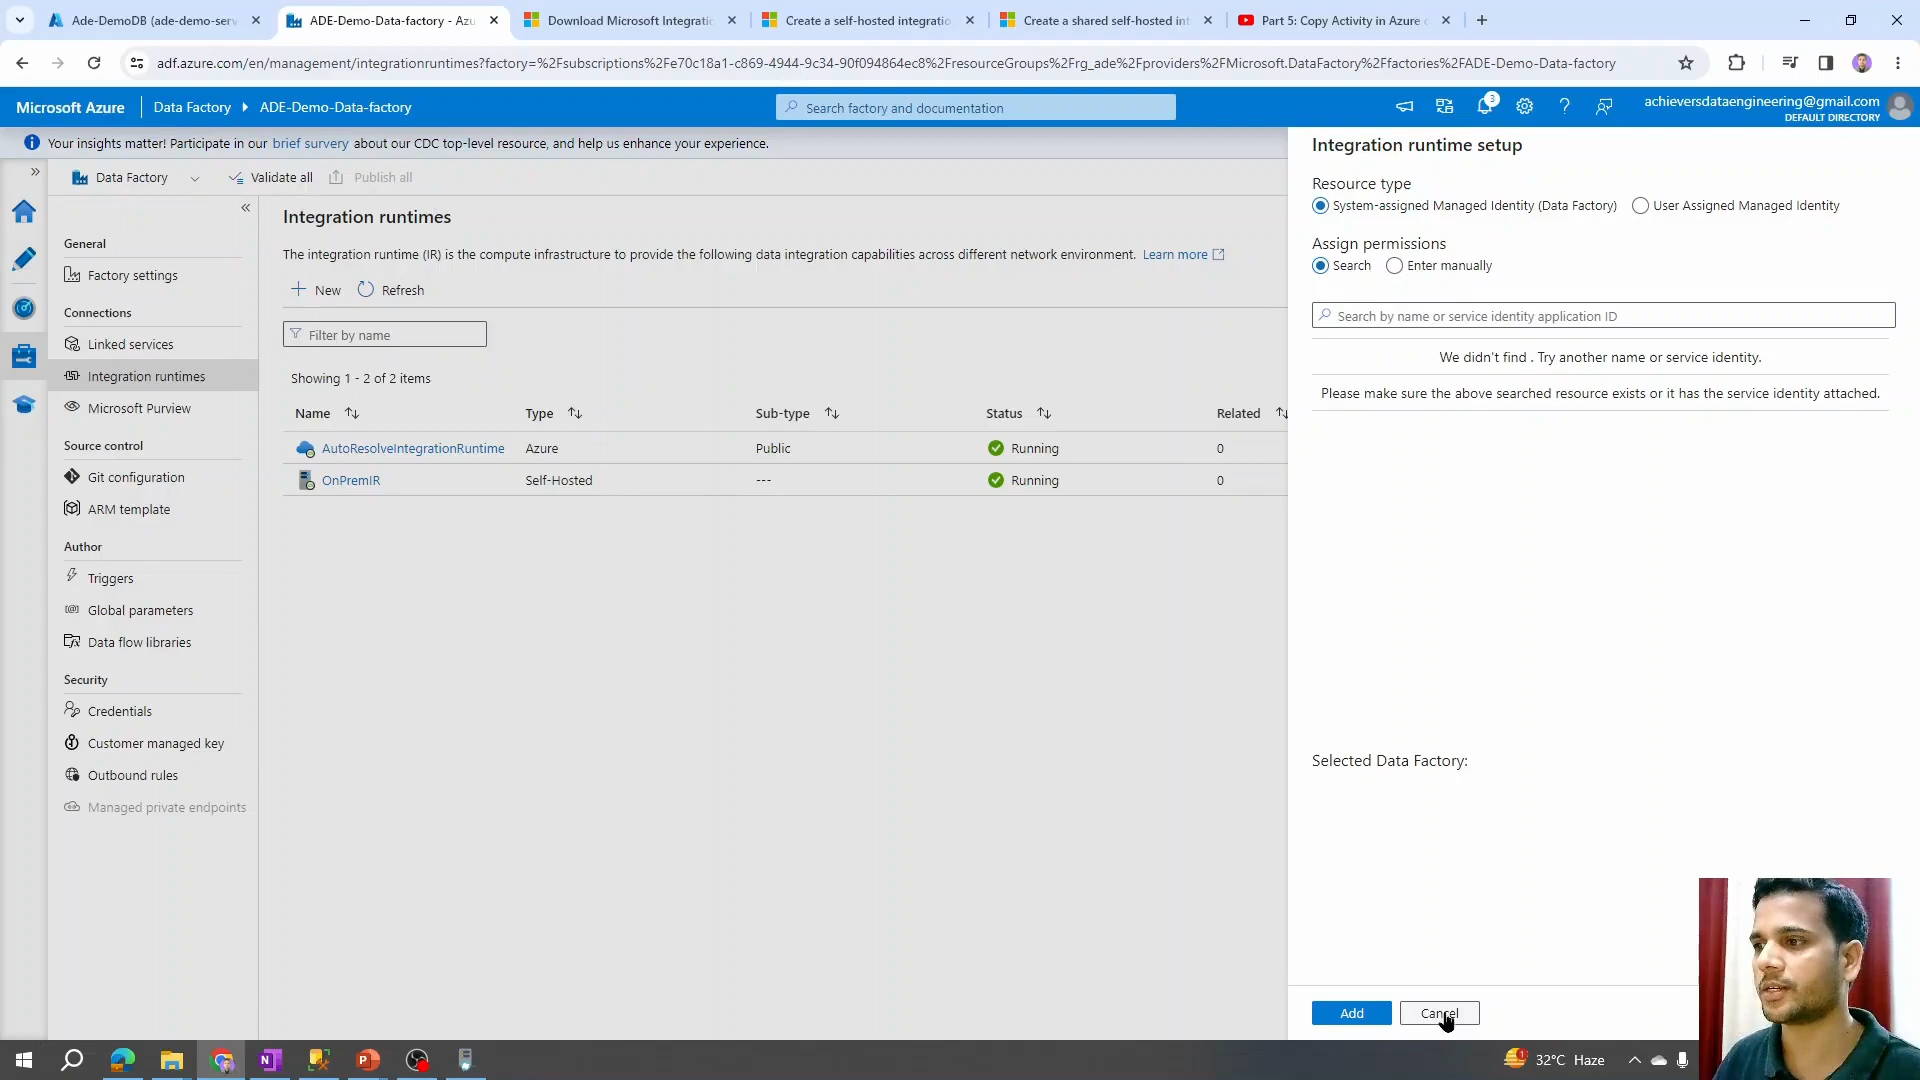 Ade-DemoDB (ade-demo-serv
ADE-Demo-Data-factory - Azu
Download Microsoft Integratio
Create a self-hosted integratio
Create a shared self-hosted int
Part 5: Copy Activity in Azure
adf.azure.com/en/management/integrationruntimes?factory=%2Fsubscriptions%2Fe70c18a1-c869-4944-9c34-90f094864ec8%2FresourceGroups%2Frg_ade%2Fproviders%2FMicrosoft.DataFactory%2Ffactories%2FADE-Demo-Data-factory
Microsoft Azure
Data Factory
ADE-Demo-Data-factory
Search factory and documentation
3
achieversdataengineering@gmail.com
DEFAULT DIRECTORY
Your insights matter! Participate in our brief survey about our CDC top-level resource, and help us enhance your experience.
Data Factory
Validate all
Publish all
General
Factory settings
Connections
Linked services
Integration runtimes
Microsoft Purview
Source control
Git configuration
ARM template
Author
Triggers
Global parameters
Data flow libraries
Security
Credentials
Customer managed key
Outbound rules
Managed private endpoints
Integration runtimes
The integration runtime (IR) is the compute infrastructure to provide the following data integration capabilities across different network environment. Learn more
New
Refresh
Filter by name
Showing 1 - 2 of 2 items
Name Type Sub-type Status Related
AutoResolveIntegrationRuntime Azure Public Running 0
OnPremIR Self-Hosted --- Running 0
Integration runtime setup
Resource type
System-assigned Managed Identity (Data Factory) User Assigned Managed Identity
Assign permissions
Search Enter manually
Search by name or service identity application ID
We didn't find . Try another name or service identity.
Please make sure the above searched resource exists or it has the service identity attached.
Selected Data Factory:
Add
Cancel
1
32°C Haze